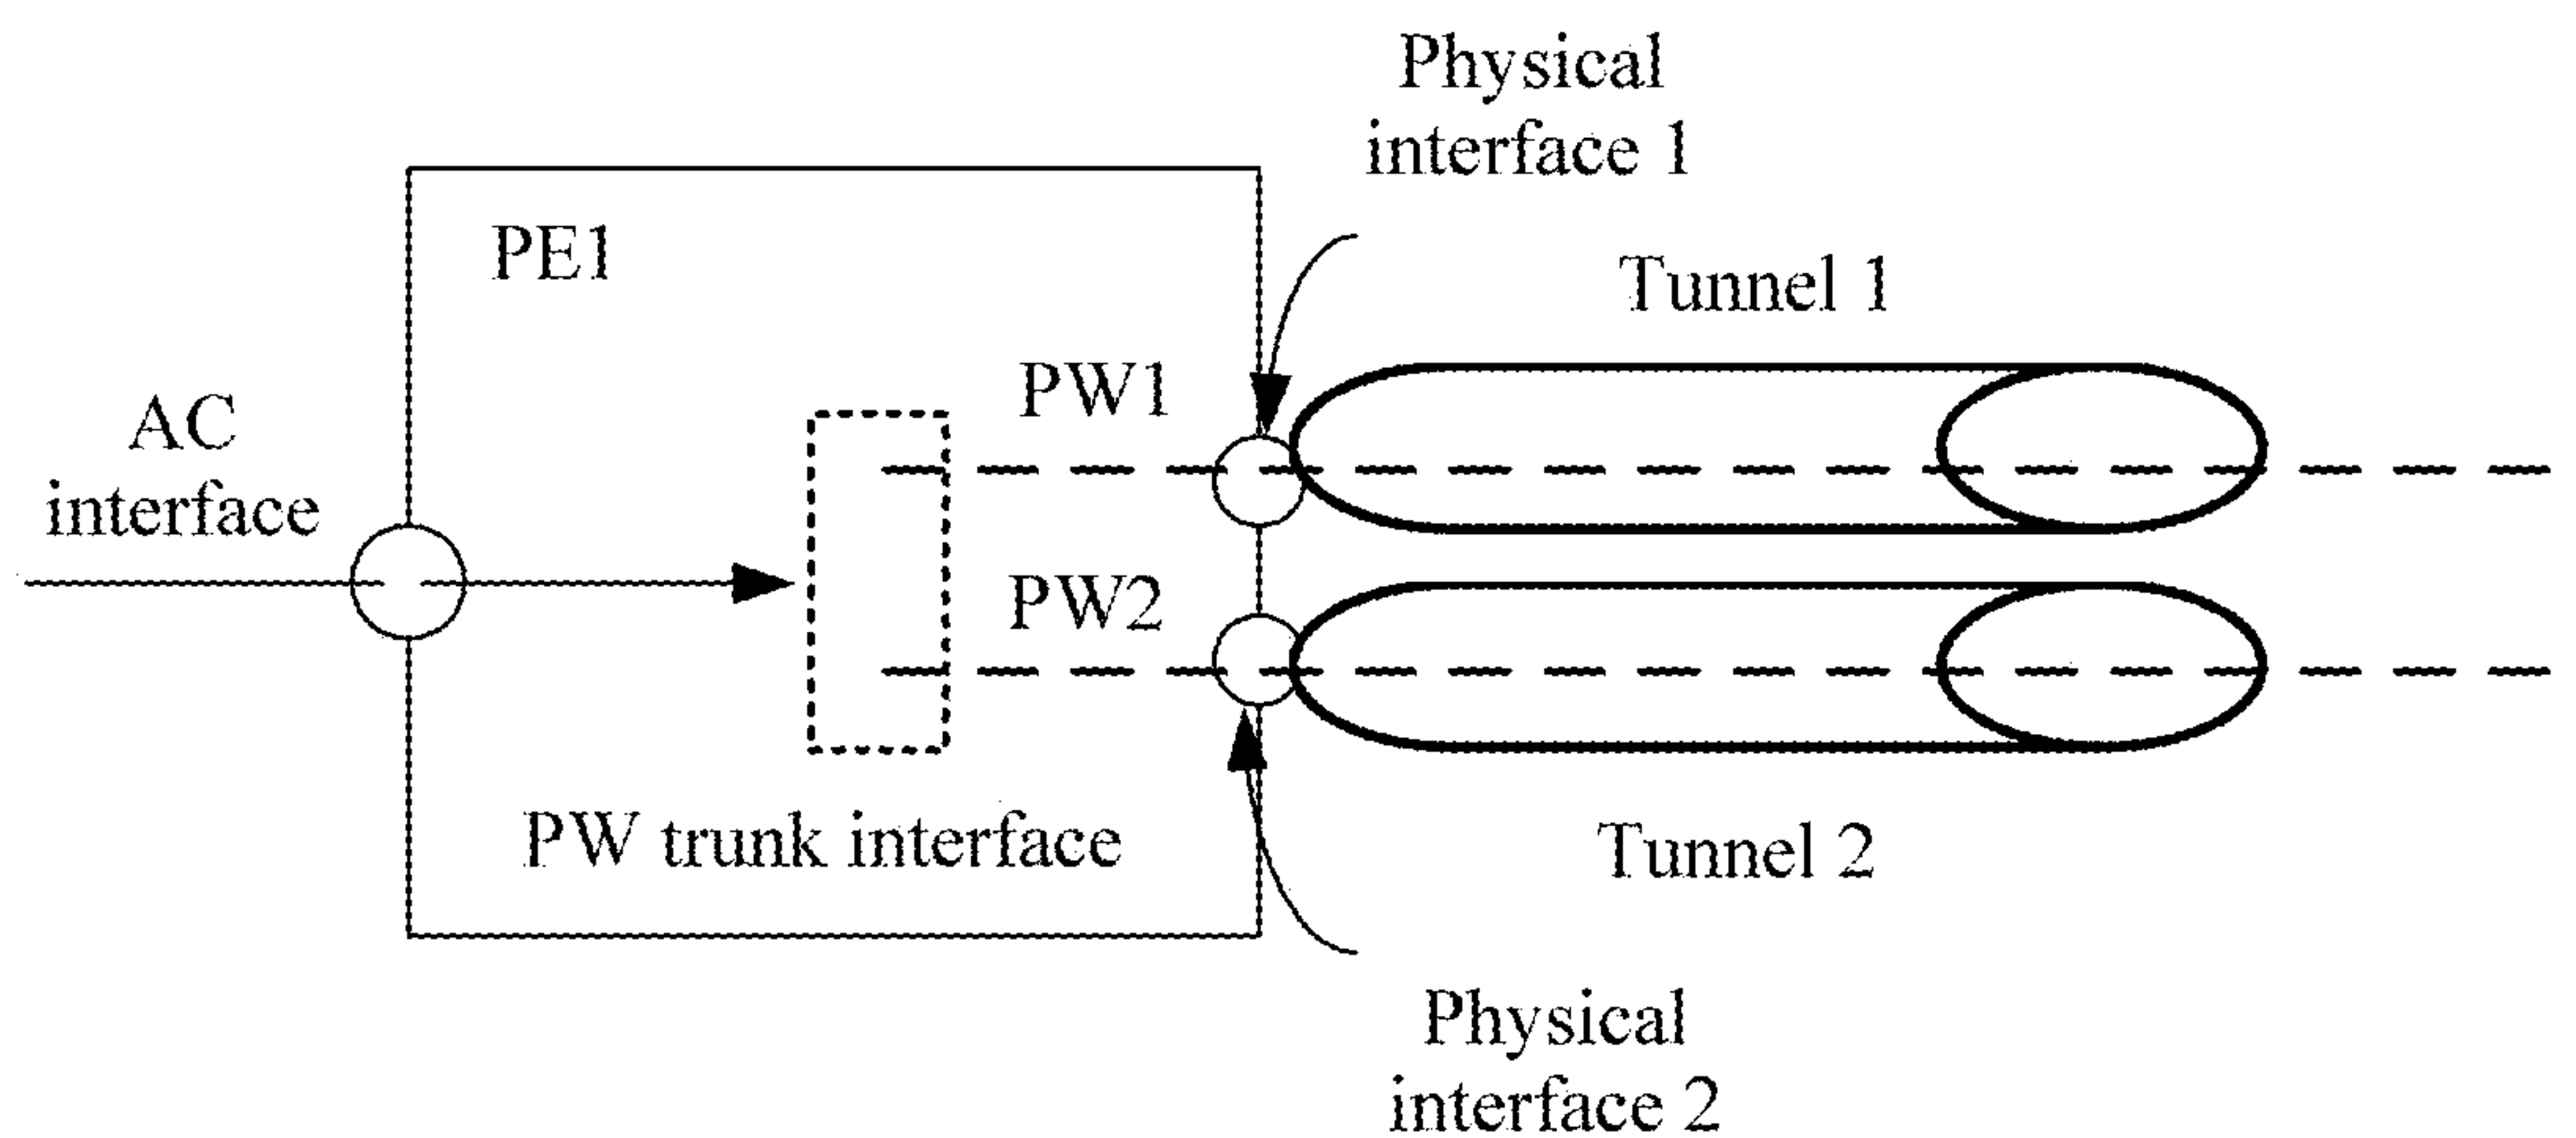 Physical
interface 1
PE1
Tunnel 1
PW1
AC
interface
PW2
PW trunk interface
Tunnel 2
Physical
interface 2